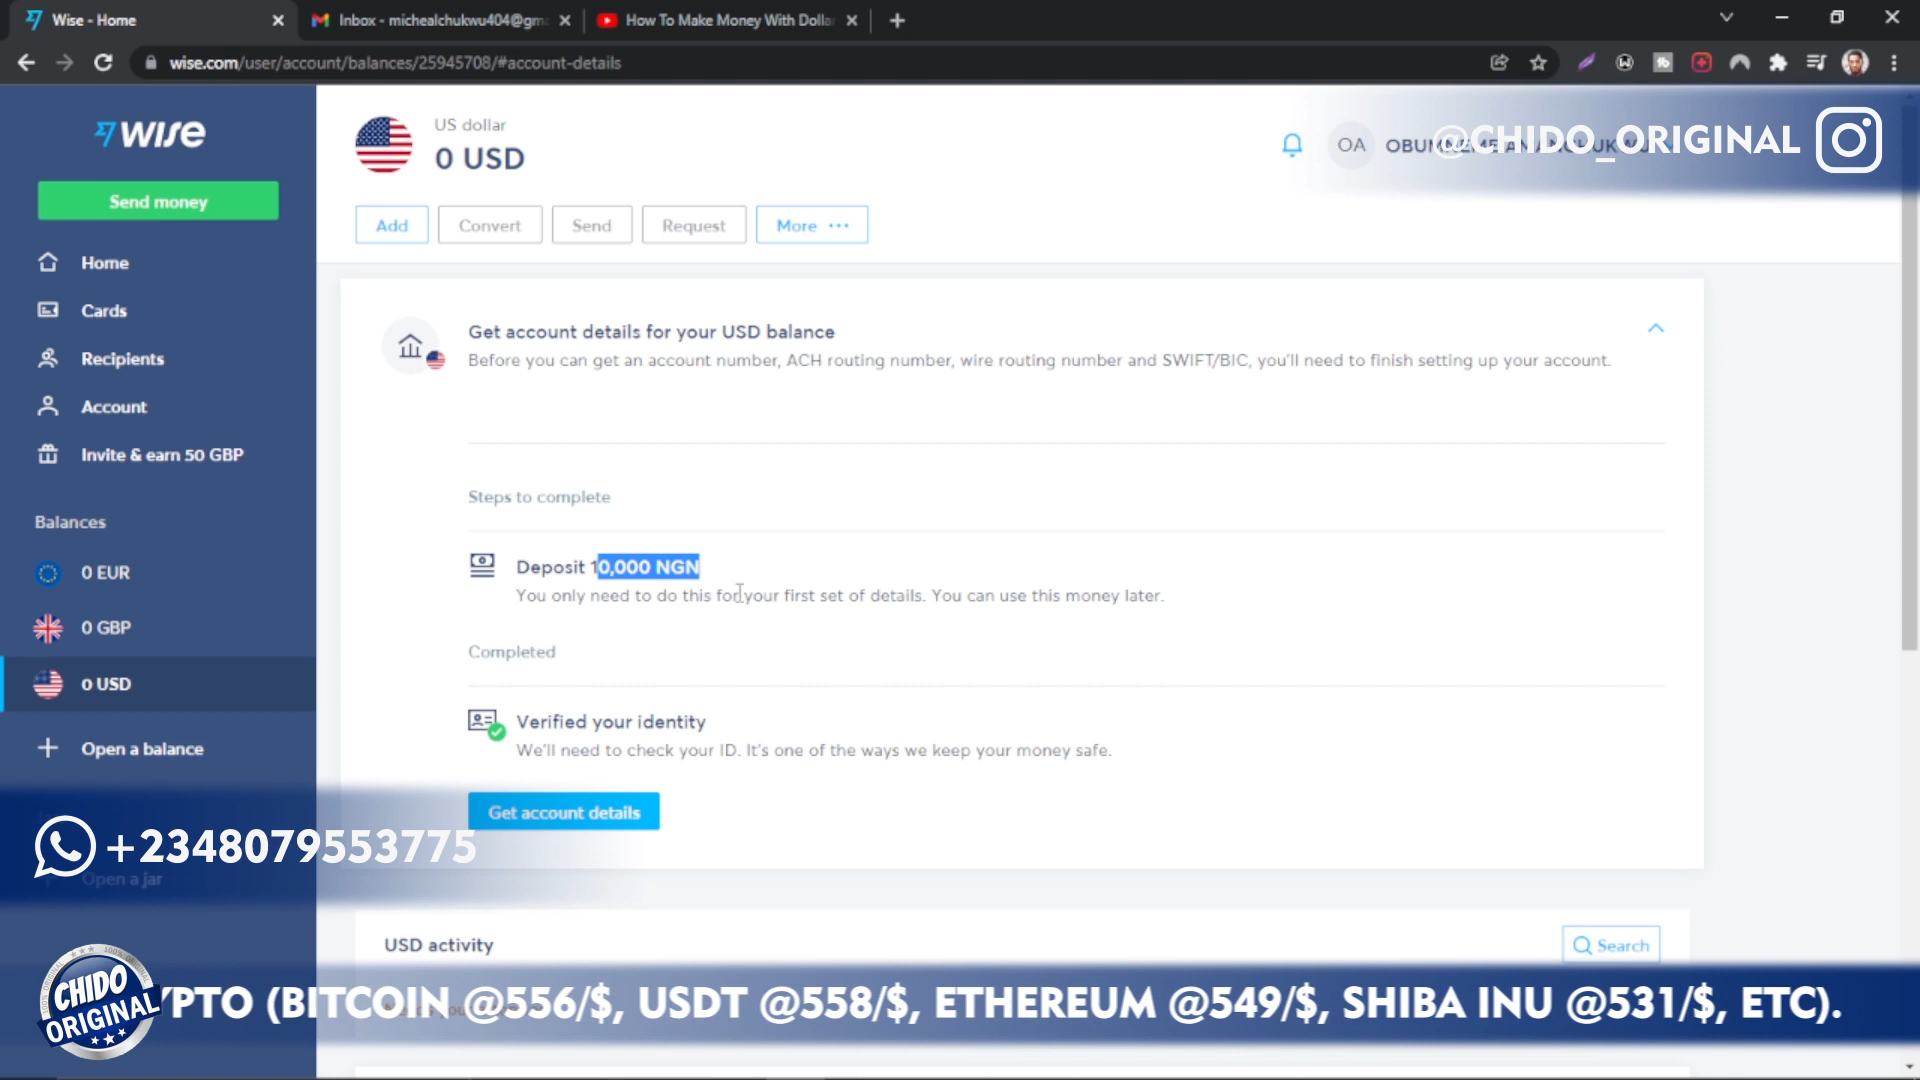 Wise - Home
Inbox - michealchukwu404@gm
How To Make Money With Dolla
wise.com/user/account/balances/25945708/#account-details
WISE
Send money
Home
Cards
Recipients
Account
Invite & earn 50 GBP
Balances
0 EUR
0 GBP
0 USD
Open a balance
Open a jar
US dollar
0 USD
OA
@CHIDO_ORIGINAL
Add
Convert
Send
Request
More ...
Get account details for your USD balance
Before you can get an account number, ACH routing number, wire routing number and SWIFT/BIC, you'll need to finish setting up your account.
Steps to complete
Deposit 10,000 NGN
You only need to do this for your first set of details. You can use this money later.
Completed
Verified your identity
We'll need to check your ID. It's one of the ways we keep your money safe.
Get account details
+2348079553775
USD activity
Search
CHIDO
ORIGINAL
YPTO (BITCOIN @556/$, USDT @558/$, ETHEREUM @549/$, SHIBA INU @531/$, ETC).